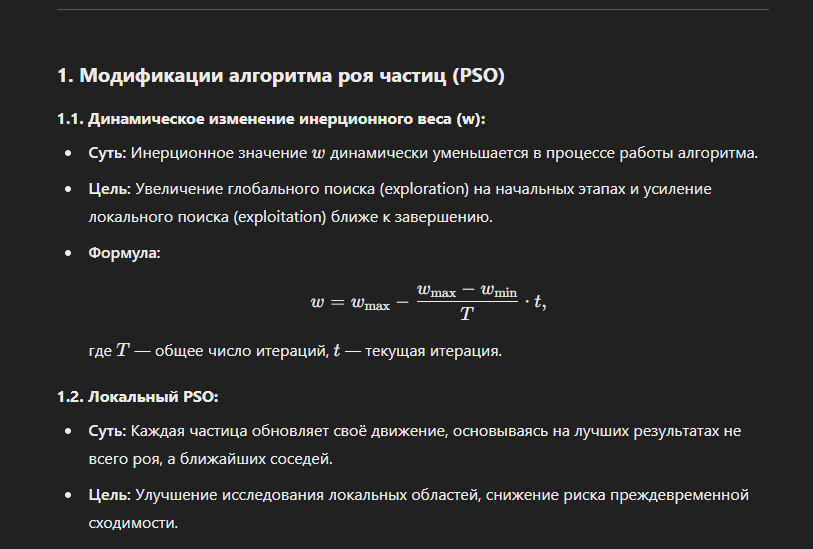 1. Модификации алгоритма роя частиц (PSO)
1.1. Динамическое изменение инерционного веса (w):
• Суть: Инерционное значение w динамически уменьшается в процессе работы алгоритма.
• Цель: Увеличение глобального поиска (exploration) на начальных этапах и усиление
локального поиска (exploitation) ближе к завершению.
• Формула:
w = w_max − (w_max − w_min)/T · t,
где T — общее число итераций, t — текущая итерация.
1.2. Локальный PSO:
• Суть: Каждая частица обновляет своё движение, основываясь на лучших результатах не
всего роя, а ближайших соседей.
• Цель: Улучшение исследования локальных областей, снижение риска преждевременной
сходимости.